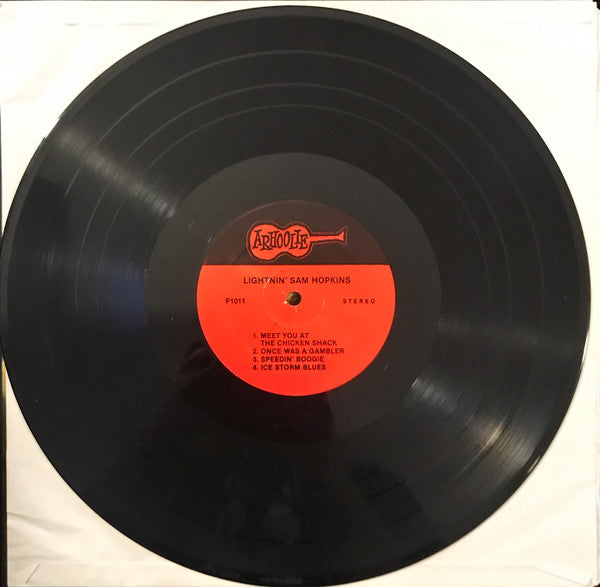 ARHOOLIE
LIGHTNIN' SAM HOPKINS
F1011 STEREO
1. MEET YOU AT
THE CHICKEN SHACK
2. ONCE WAS A GAMBLER
3. SPEEDIN' BOOGIE
4. ICE STORM BLUES